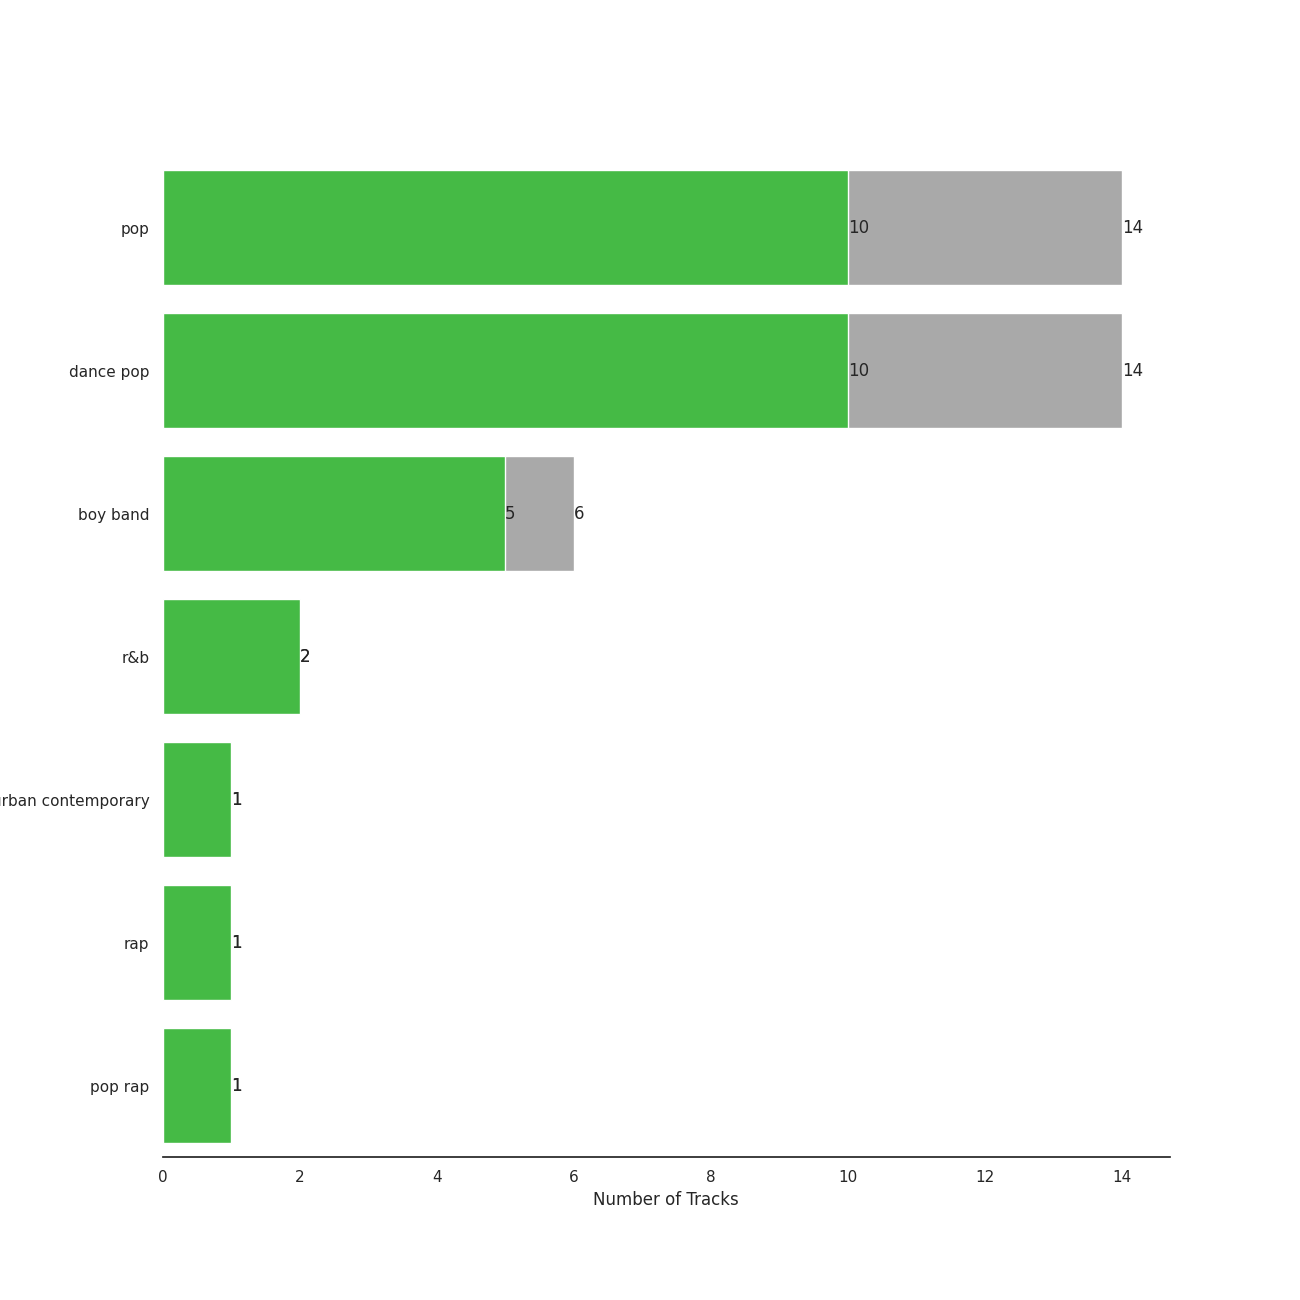 pop 10 14
dance pop 10 14
boy band 5 6
r&b 2
rban contemporary 1
rap 1
pop rap 1
0 2 4 6 8 10 12 14
Number of Tracks